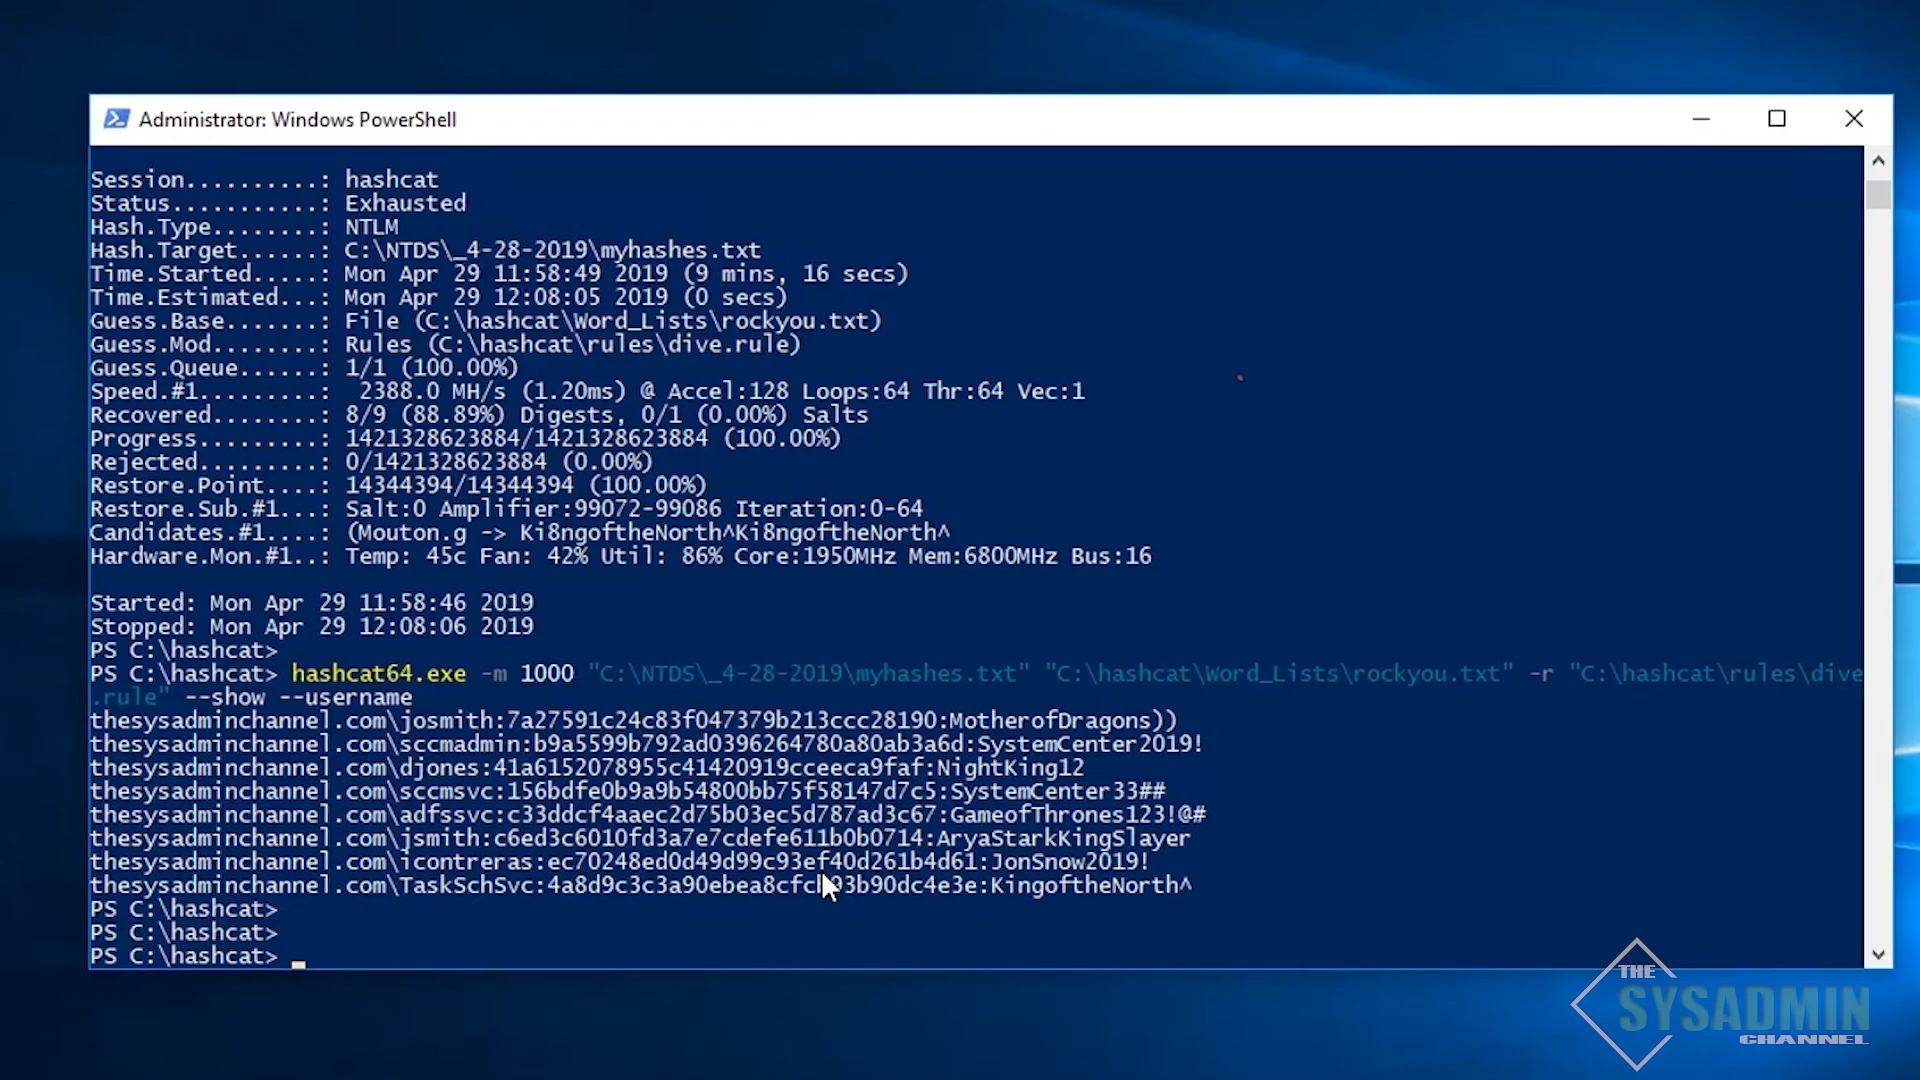 Administrator: Windows PowerShell
Session..........: hashcat
Status...........: Exhausted
Hash.Type........: NTLM
Hash.Target......: C:\NTDS\_4-28-2019\myhashes.txt
Time.Started.....: Mon Apr 29 11:58:49 2019 (9 mins, 16 secs)
Time.Estimated...: Mon Apr 29 12:08:05 2019 (0 secs)
Guess.Base.......: File (C:\hashcat\Word_Lists\rockyou.txt)
Guess.Mod........: Rules (C:\hashcat\rules\dive.rule)
Guess.Queue......: 1/1 (100.00%)
Speed.#1.........:  2388.0 MH/s (1.20ms) @ Accel:128 Loops:64 Thr:64 Vec:1
Recovered........: 8/9 (88.89%) Digests, 0/1 (0.00%) Salts
Progress.........: 1421328623884/1421328623884 (100.00%)
Rejected.........: 0/1421328623884 (0.00%)
Restore.Point....: 14344394/14344394 (100.00%)
Restore.Sub.#1...: Salt:0 Amplifier:99072-99086 Iteration:0-64
Candidates.#1....: (Mouton.g -> Ki8ngoftheNorth^Ki8ngoftheNorth^
Hardware.Mon.#1..: Temp: 45c Fan: 42% Util: 86% Core:1950MHz Mem:6800MHz Bus:16
Started: Mon Apr 29 11:58:46 2019
Stopped: Mon Apr 29 12:08:06 2019
PS C:\hashcat>
PS C:\hashcat> hashcat64.exe -m 1000 "C:\NTDS\_4-28-2019\myhashes.txt" "C:\hashcat\Word_Lists\rockyou.txt" -r "C:\hashcat\rules\dive
.rule" --show --username
thesysadminchannel.com\josmith:7a27591c24c83f047379b213ccc28190:MotherofDragons))
thesysadminchannel.com\sccmadmin:b9a5599b792ad0396264780a80ab3a6d:SystemCenter2019!
thesysadminchannel.com\djones:41a6152078955c41420919cceeca9faf:NightKing12
thesysadminchannel.com\sccmsvc:156bdfe0b9a9b54800bb75f58147d7c5:SystemCenter33##
thesysadminchannel.com\adfssvc:c33ddcf4aaec2d75b03ec5d787ad3c67:GameofThrones123!@#
thesysadminchannel.com\jsmith:c6ed3c6010fd3a7e7cdefe611b0b0714:AryaStarkKingSlayer
thesysadminchannel.com\icontreras:ec70248ed0d49d99c93ef40d261b4d61:JonSnow2019!
PS C:\hashcat>
PS C:\hashcat>
PS C:\hashcat>
THE
SYSADMIN
CHANNEL